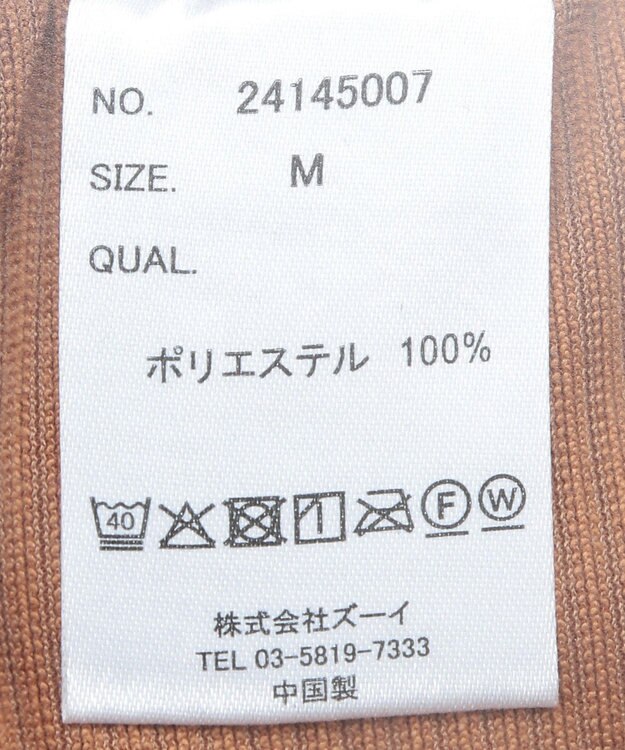 NO. 24145007
SIZE. M
QUAL.
ポリエステル 100%
40 F W
株式会社ズーイ
TEL 03-5819-7333
中国製